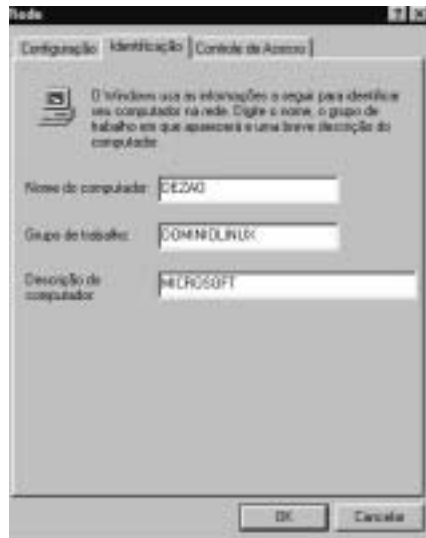 Rede
Configuração Identificação Controle de Acesso
O Windows usa as informações a seguir para identificar
seu computador na rede. Digite o nome, o grupo de
trabalho em que aparecerá e uma breve descrição do
computador.
Nome do computador: DEZAO
Grupo de trabalho: DOMINIOLINUX
Descrição do
computador: MICROSOFT
OK Cancelar